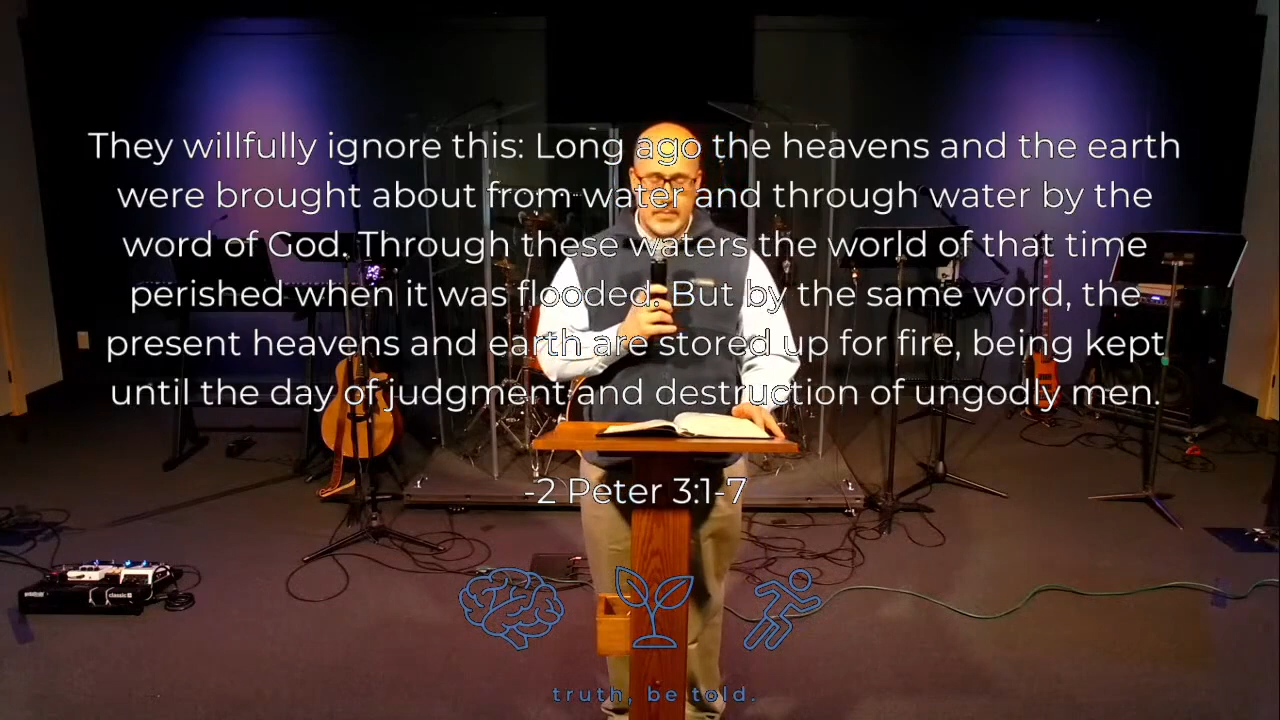 They willfully ignore this: Long ago the heavens and the earth
were brought about from water and through water by the
word of God. Through these waters the world of that time
perished when it was flooded. But by the same word, the
present heavens and earth are stored up for fire, being kept
until the day of judgment and destruction of ungodly men.
-2 Peter 3:1-7
classic
truth, be told.